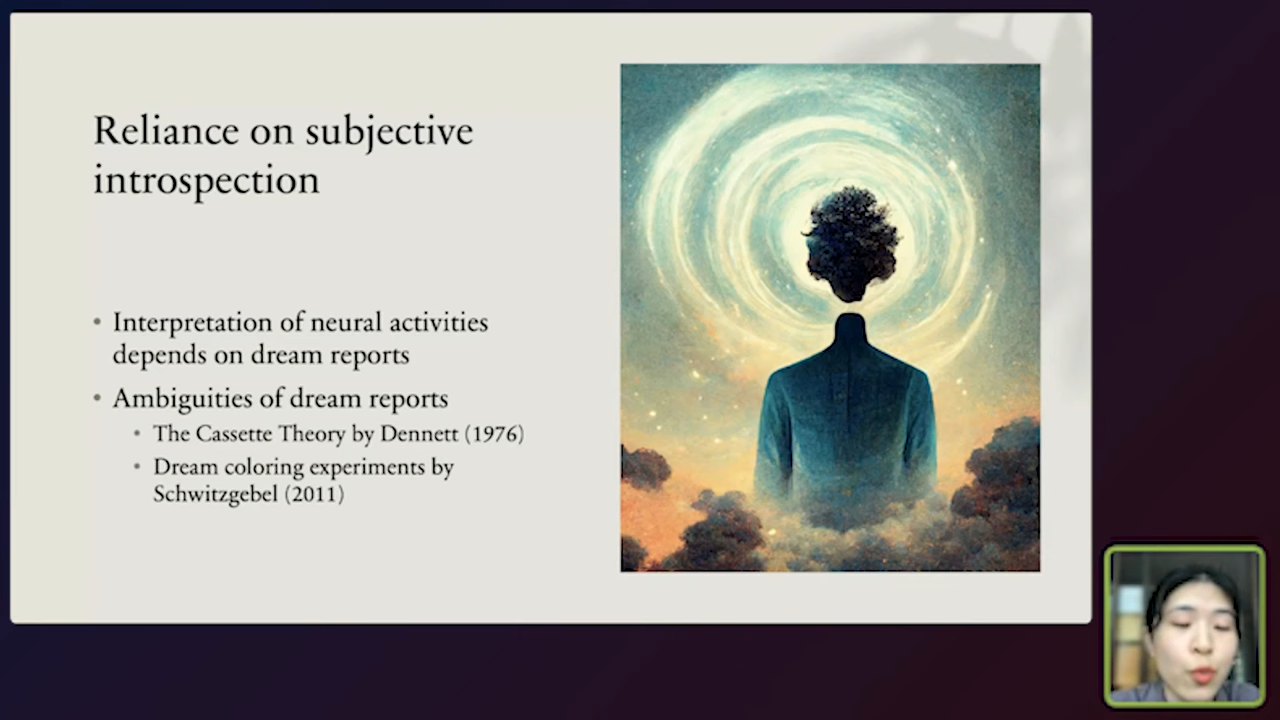 Reliance on subjective
introspection
• Interpretation of neural activities
depends on dream reports
• Ambiguities of dream reports
• The Cassette Theory by Dennett (1976)
• Dream coloring experiments by
Schwitzgebel (2011)